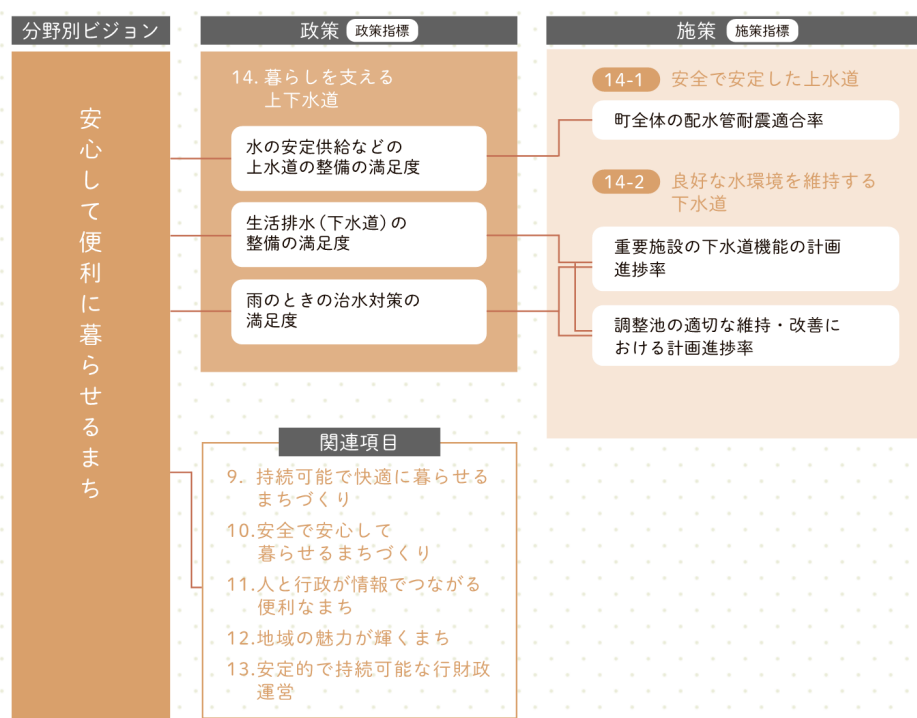 分野別ビジョン
安心して便利に暮らせるまち
政策 政策指標
14. 暮らしを支える
上下水道
水の安定供給などの
上水道の整備の満足度
生活排水(下水道)の
整備の満足度
雨のときの治水対策の
満足度
施策 施策指標
14-1 安全で安定した上水道
町全体の配水管耐震適合率
14-2 良好な水環境を維持する
下水道
重要施設の下水道機能の計画
進捗率
調整池の適切な維持・改善に
おける計画進捗率
関連項目
9. 持続可能で快適に暮らせる
まちづくり
10.安全で安心して
暮らせるまちづくり
11.人と行政が情報でつながる
便利なまち
12.地域の魅力が輝くまち
13.安定的で持続可能な行財政
運営